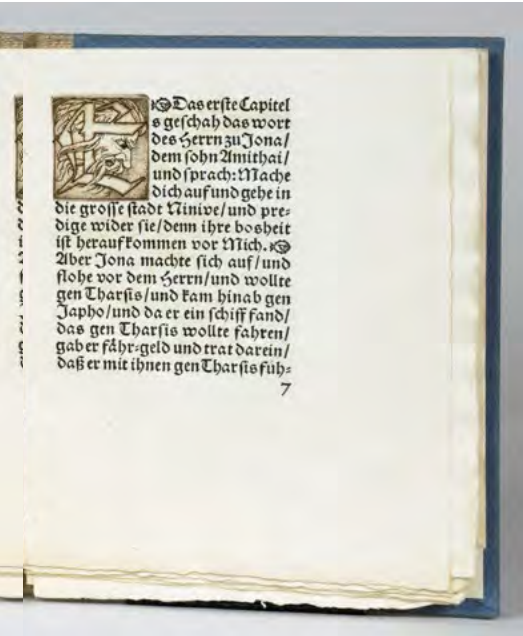 Das erste Capitel
Es geschah das wort
des Herrn zu Jona/
dem sohn Amithai/
und sprach: Mache
dich auf und gehe in
die grosse stadt Ninive/und pre⸗
dige wider sie/denn ihre bosheit
ist herauf kommen vor Mich.
Aber Jona machte sich auf/und
flohe vor dem Herrn/und wollte
gen Tharsis/und kam hinab gen
Japho/und da er ein schiff fand/
das gen Tharsis wollte fahren/
gab er fähr⸗geld und trat darein/
daß er mit ihnen gen Tharsis füh⸗
7